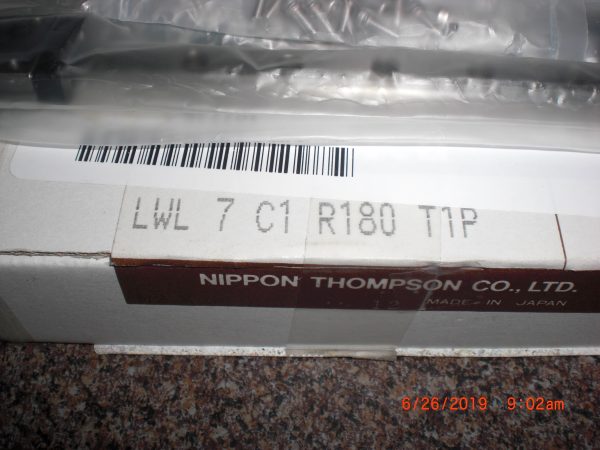 LWL 7 C1 R180 T1P
NIPPON THOMPSON CO., LTD.
MADE IN JAPAN
6/26/2019 9:02am